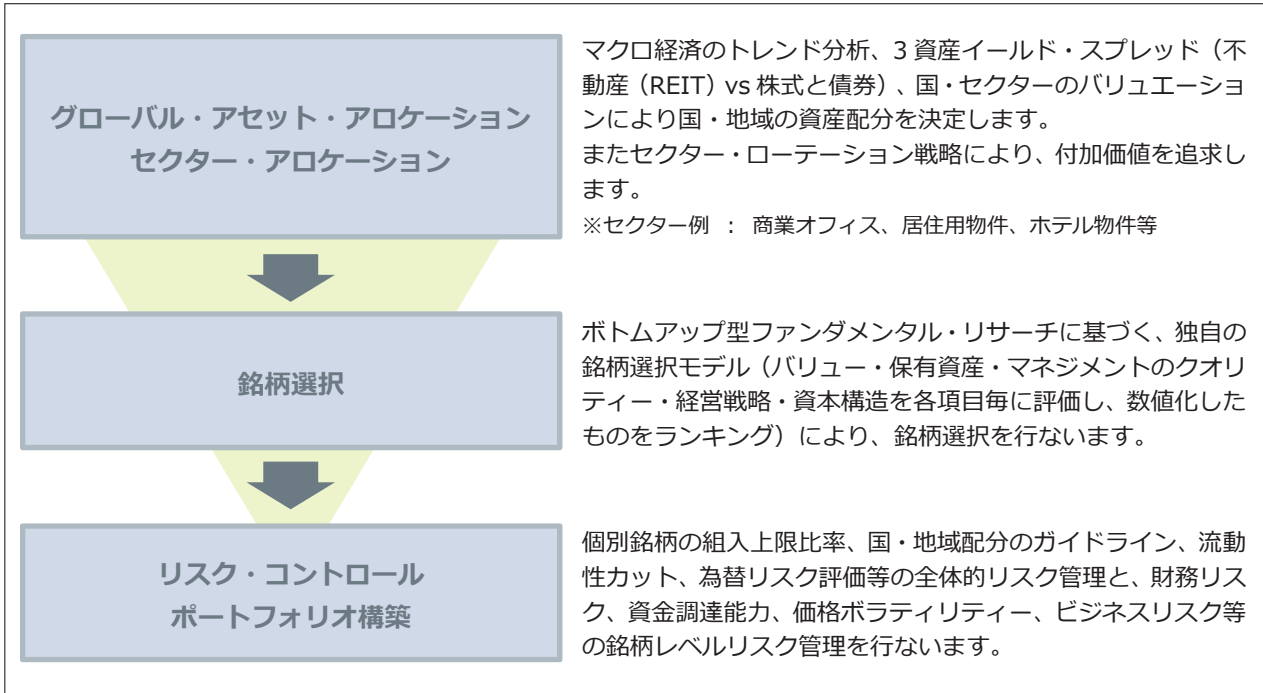 グローバル・アセット・アロケーション
セクター・アロケーション
マクロ経済のトレンド分析、3 資産イールド・スプレッド（不
動産（REIT）vs 株式と債券）、国・セクターのバリュエーショ
ンにより国・地域の資産配分を決定します。
またセクター・ローテーション戦略により、付加価値を追求し
ます。
※セクター例 ： 商業オフィス、居住用物件、ホテル物件等
銘柄選択
ボトムアップ型ファンダメンタル・リサーチに基づく、独自の
銘柄選択モデル（バリュー・保有資産・マネジメントのクオリ
ティー・経営戦略・資本構造を各項目毎に評価し、数値化した
ものをランキング）により、銘柄選択を行ないます。
リスク・コントロール
ポートフォリオ構築
個別銘柄の組入上限比率、国・地域配分のガイドライン、流動
性カット、為替リスク評価等の全体的リスク管理と、財務リス
ク、資金調達能力、価格ボラティリティー、ビジネスリスク等
の銘柄レベルリスク管理を行ないます。